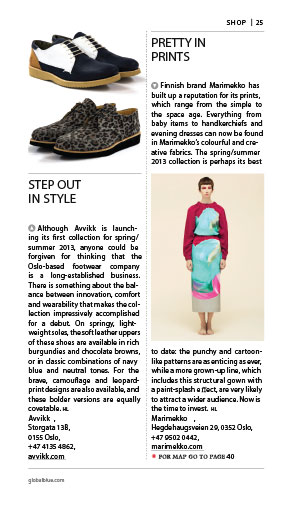 SHOP | 25
PRETTY IN
PRINTS
Finnish brand Marimekko has
built up a reputation for its prints,
which range from the simple to
the space age. Everything from
baby items to handkerchiefs and
evening dresses can now be found
in Marimekko's colourful and cre-
ative fabrics. The spring/summer
2013 collection is perhaps its best
to date: the punchy and cartoon-
like patterns are as enticing as ever,
while a more grown-up line, which
includes this structural gown with
a paint-splash effect, are very likely
to attract a wider audience. Now is
the time to invest. HL
Marimekko ,
Hegdehaugsveien 29, 0352 Oslo,
+47 9502 0442,
marimekko.com
FOR MAP GO TO PAGE 40
STEP OUT
IN STYLE
Although Avvikk is launch-
ing its first collection for spring/
summer 2013, anyone could be
forgiven for thinking that the
Oslo-based footwear company
is a long-established business.
There is something about the bal-
ance between innovation, comfort
and wearability that makes the col-
lection impressively accomplished
for a debut. On springy, light-
weight soles, the soft leather uppers
of these shoes are available in rich
burgundies and chocolate browns,
or in classic combinations of navy
blue and neutral tones. For the
brave, camouflage and leopard-
print designs are also available, and
these bolder versions are equally
covetable. HL
Avvikk ,
Storgata 13B,
0155 Oslo,
+47 4135 4862,
avvikk.com
globalblue.com